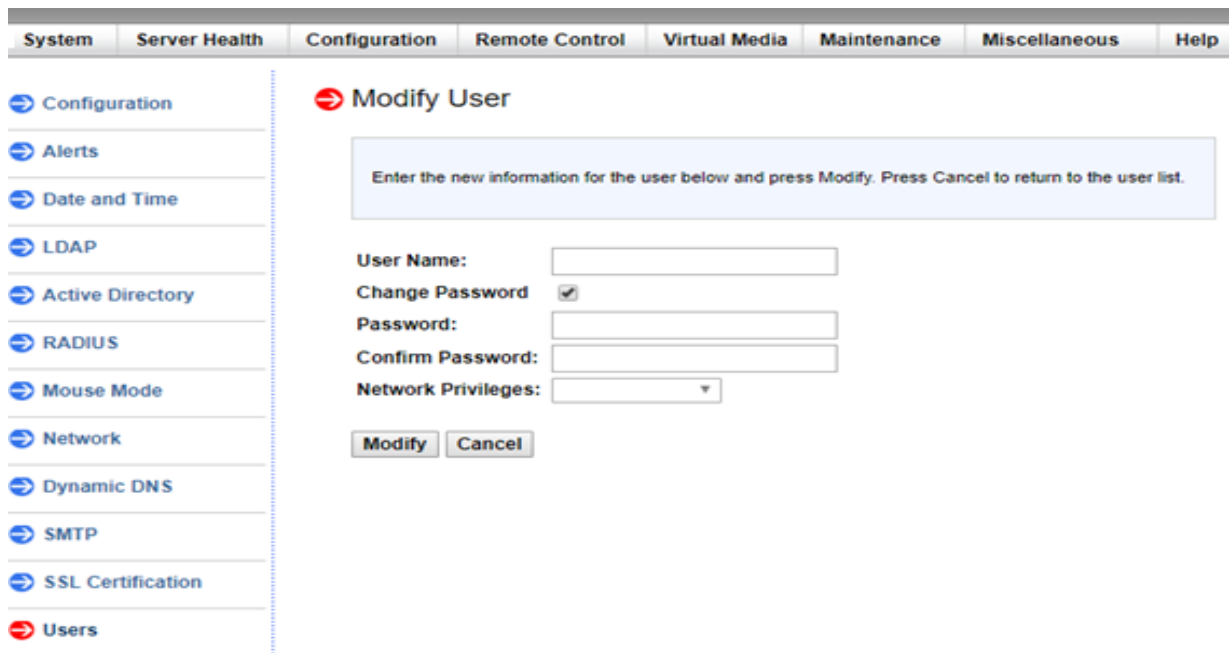 System Server Health Configuration Remote Control Virtual Media Maintenance Miscellaneous Help
Configuration
Alerts
Date and Time
LDAP
Active Directory
RADIUS
Mouse Mode
Network
Dynamic DNS
SMTP
SSL Certification
Users
Modify User
Enter the new information for the user below and press Modify. Press Cancel to return to the user list.
User Name:
Change Password
Password:
Confirm Password:
Network Privileges:
Modify Cancel